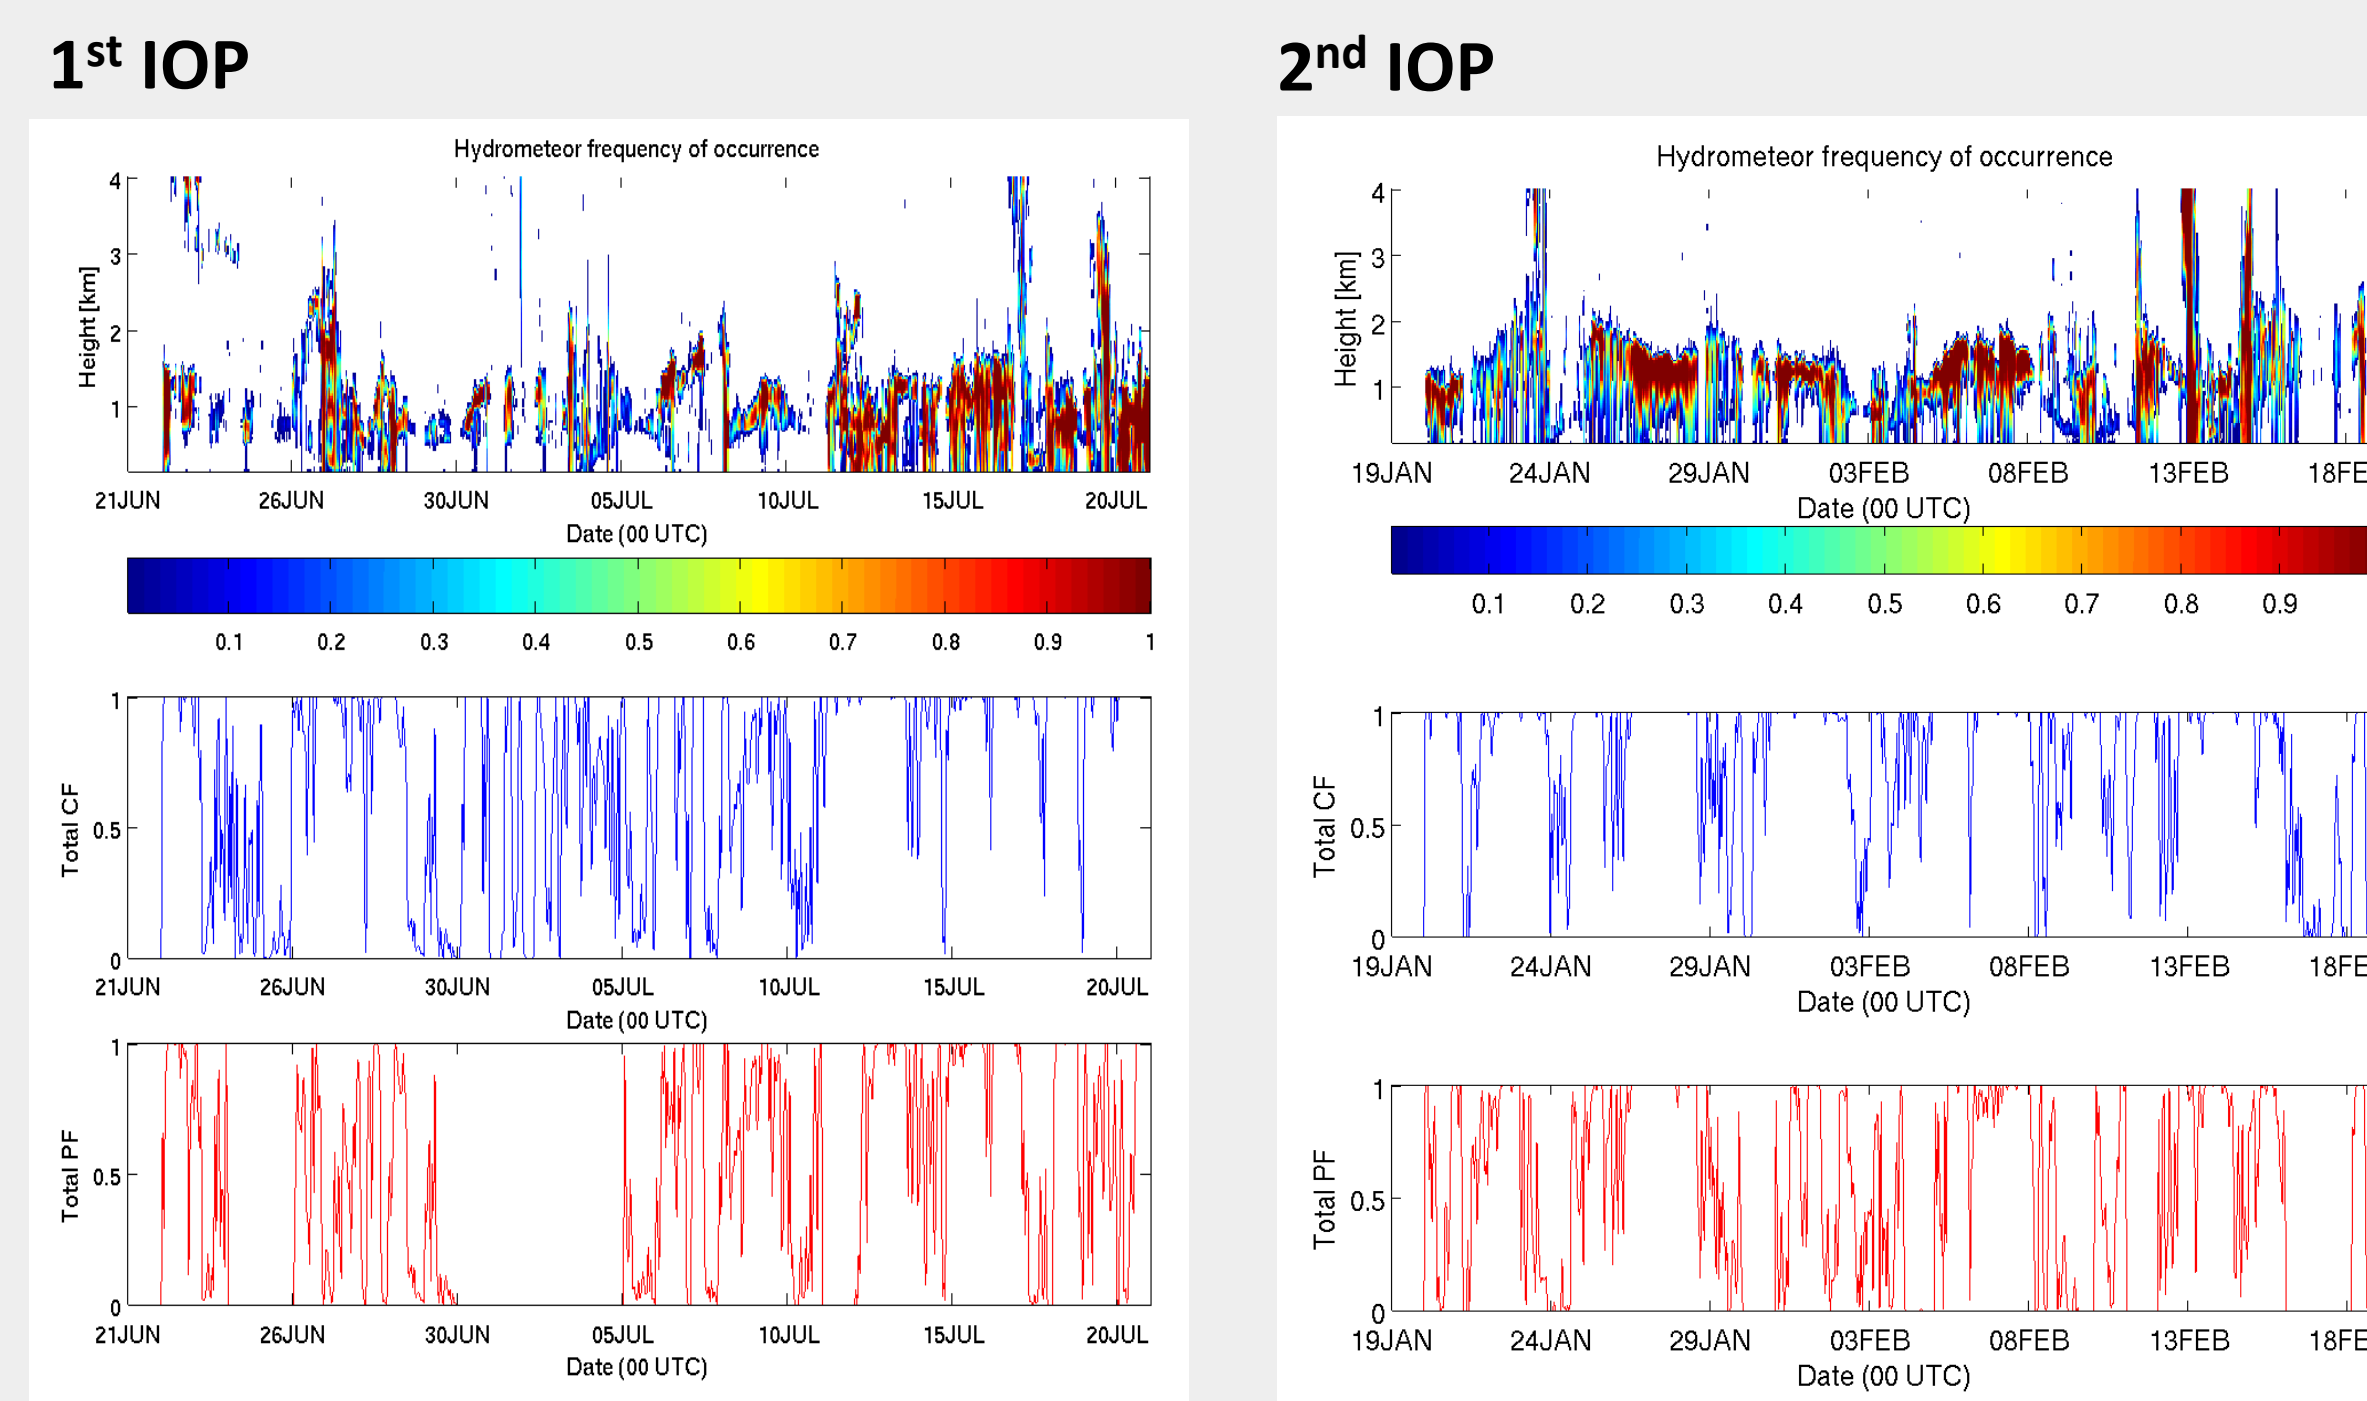 1st IOP
Hydrometeor frequency of occurrence
Height [km]
4
3
2
1
21JUN 26JUN 30JUN 05JUL 10JUL 15JUL 20JUL
Date (00 UTC)
0.1 0.2 0.3 0.4 0.5 0.6 0.7 0.8 0.9 1
Total CF
1
0.5
0
21JUN 26JUN 30JUN 05JUL 10JUL 15JUL 20JUL
Date (00 UTC)
Total PF
1
0.5
0
21JUN 26JUN 30JUN 05JUL 10JUL 15JUL 20JUL
Date (00 UTC)
2nd IOP
Hydrometeor frequency of occurrence
Height [km]
4
3
2
1
19JAN 24JAN 29JAN 03FEB 08FEB 13FEB 18FE
Date (00 UTC)
0.1 0.2 0.3 0.4 0.5 0.6 0.7 0.8 0.9
Total CF
1
0.5
0
19JAN 24JAN 29JAN 03FEB 08FEB 13FEB 18FE
Date (00 UTC)
Total PF
1
0.5
0
19JAN 24JAN 29JAN 03FEB 08FEB 13FEB 18FE
Date (00 UTC)